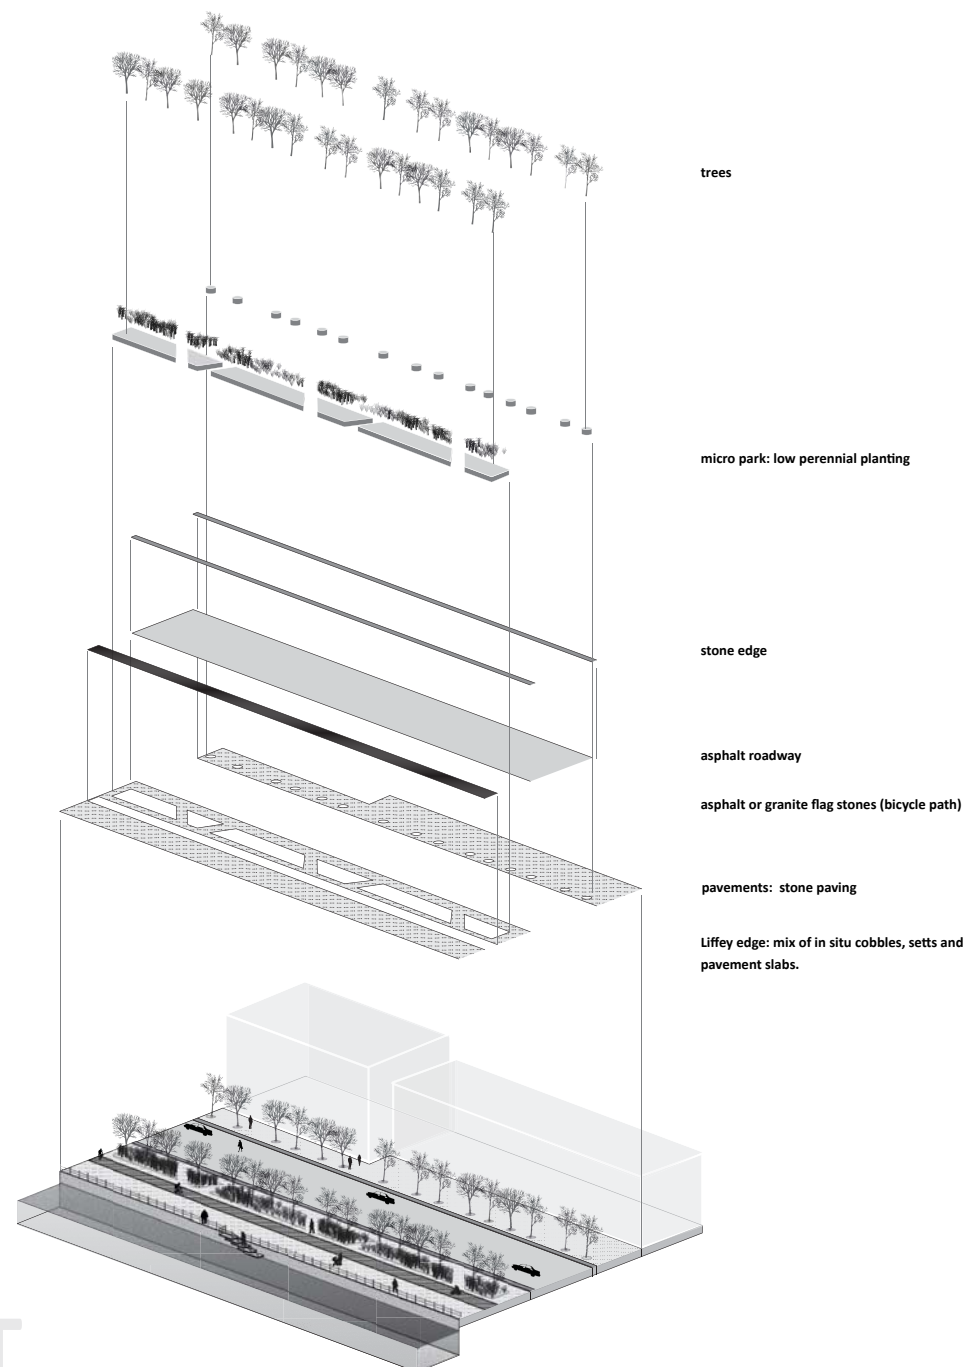 trees
micro park: low perennial planting
stone edge
asphalt roadway
asphalt or granite flag stones (bicycle path)
pavements: stone paving
Liffey edge: mix of in situ cobbles, setts and
pavement slabs.